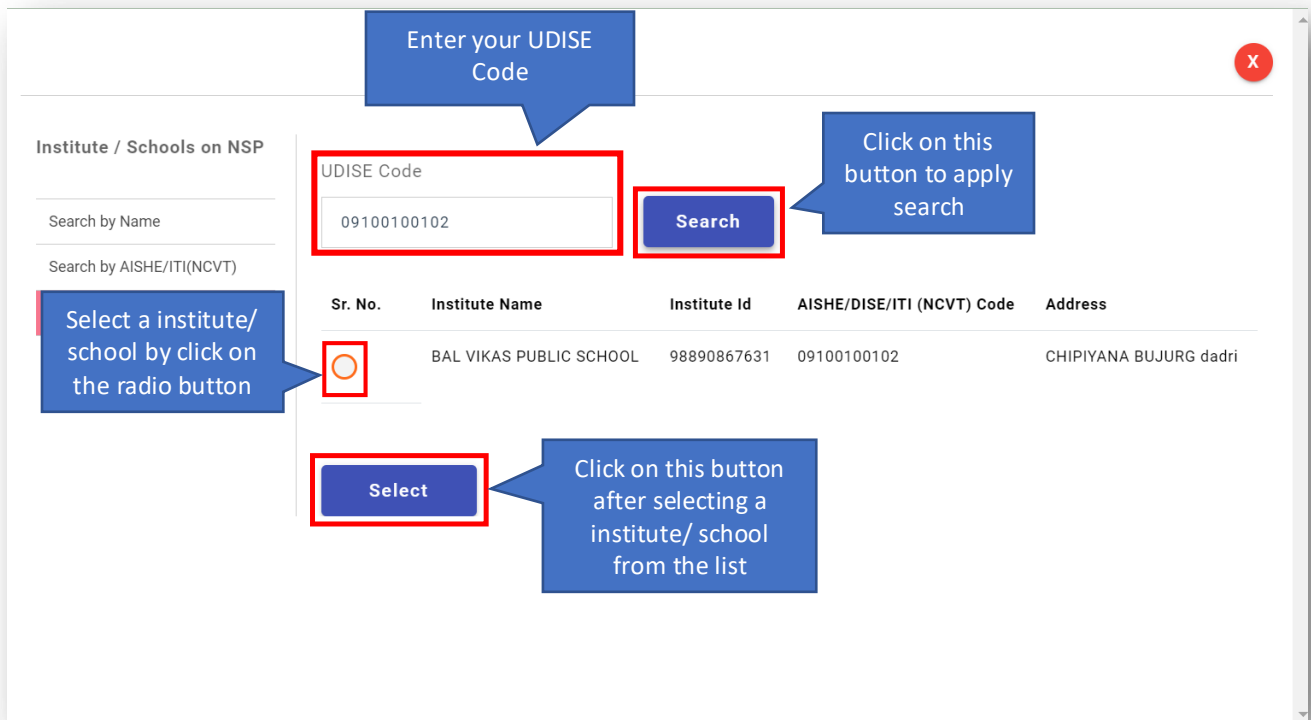 Enter your UDISE
Code
X
Institute / Schools on NSP
Search by Name
Search by AISHE/ITI(NCVT)
UDISE Code
09100100102
Search
Click on this
button to apply
search
Sr. No. Institute Name Institute Id AISHE/DISE/ITI (NCVT) Code Address
BAL VIKAS PUBLIC SCHOOL 98890867631 09100100102 CHIPIYANA BUJURG dadri
Select a institute/
school by click on
the radio button
Select
Click on this button
after selecting a
institute/ school
from the list